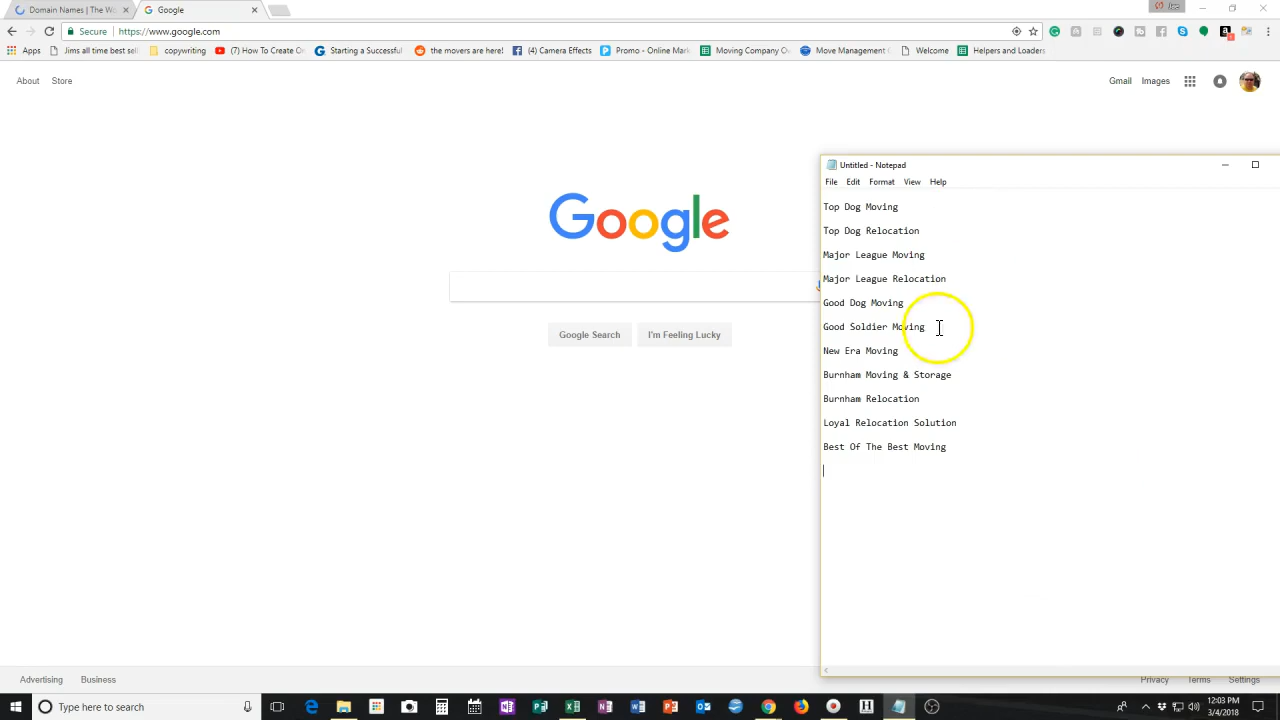 Domain Names | The Wo
Google
Secure
https://www.google.com
Apps
Jims all time best sell
copywriting
(7) How To Create On
Starting a Successful
the movers are here!
(4) Camera Effects
Promo - Online Mark
Moving Company Ov
Move Management C
Welcome
Helpers and Loaders
About
Store
Gmail
Images
Google
Google Search
I'm Feeling Lucky
Untitled - Notepad
File
Edit
Format
View
Help
Top Dog Moving
Top Dog Relocation
Major League Moving
Major League Relocation
Good Dog Moving
Good Soldier Moving
New Era Moving
Burnham Moving & Storage
Burnham Relocation
Loyal Relocation Solution
Best Of The Best Moving
Advertising
Business
Privacy
Terms
Settings
Type here to search
12:03 PM
3/4/2018